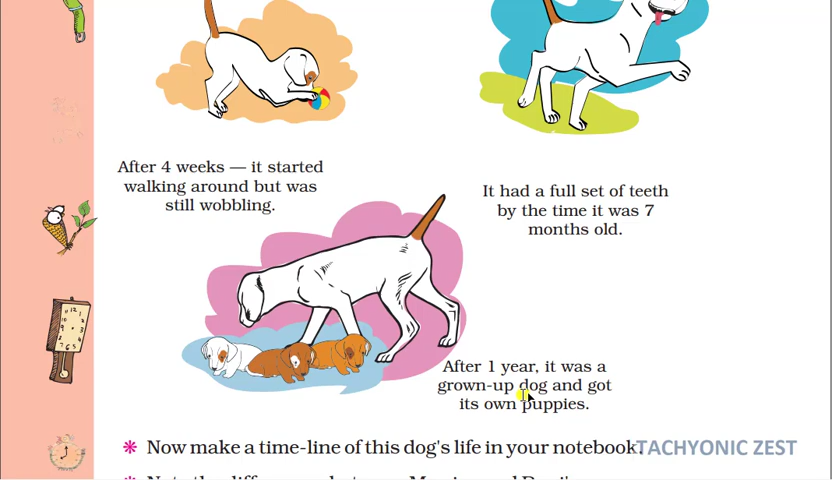 After 4 weeks — it started
walking around but was
still wobbling.
It had a full set of teeth
by the time it was 7
months old.
After 1 year, it was a
grown-up dog and got
its own puppies.
Now make a time-line of this dog's life in your notebook.
TACHYONIC ZEST